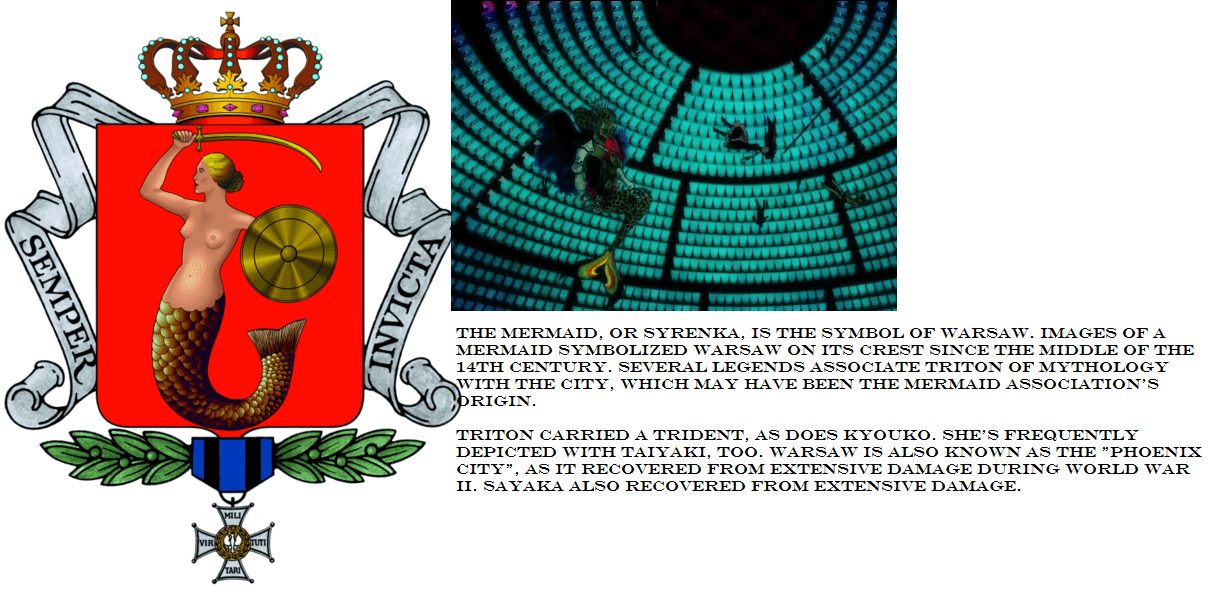 SEMPER
INVICTA
THE MERMAID, OR SYRENKA, IS THE SYMBOL OF WARSAW. IMAGES OF A
MERMAID SYMBOLIZED WARSAW ON ITS CREST SINCE THE MIDDLE OF THE
14TH CENTURY. SEVERAL LEGENDS ASSOCIATE TRITON OF MYTHOLOGY
WITH THE CITY, WHICH MAY HAVE BEEN THE MERMAID ASSOCIATION'S
ORIGIN.
TRITON CARRIED A TRIDENT, AS DOES KYOUKO. SHE'S FREQUENTLY
DEPICTED WITH TAIYAKI, TOO. WARSAW IS ALSO KNOWN AS THE "PHOENIX
CITY", AS IT RECOVERED FROM EXTENSIVE DAMAGE DURING WORLD WAR
II. SAYAKA ALSO RECOVERED FROM EXTENSIVE DAMAGE.
MILI
VIR TUTI
TARI